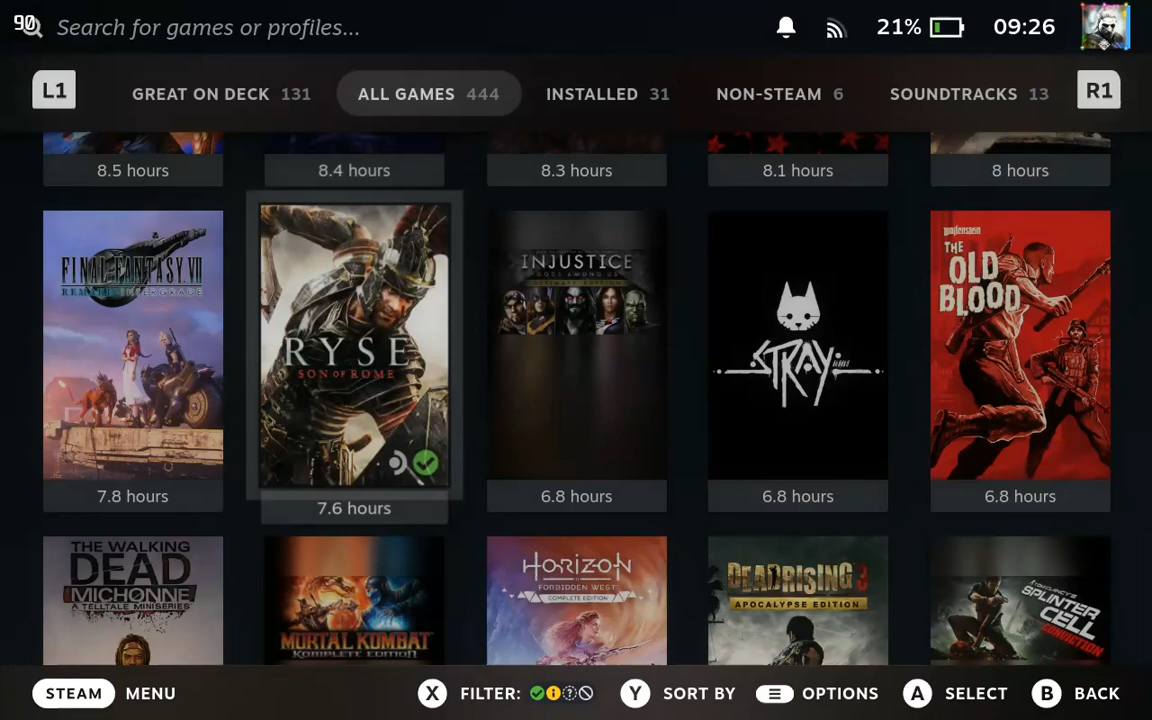 90
Search for games or profiles...
21%
09:26
L1
GREAT ON DECK 131
ALL GAMES 444
INSTALLED 31
NON-STEAM 6
SOUNDTRACKS 13
R1
8.5 hours
8.4 hours
8.3 hours
8.1 hours
8 hours
FINAL FANTASY VII
REMAKE INTERGRADE
RYSE
SON OF ROME
INJUSTICE
GODS AMONG US
ULTIMATE EDITION
STRAY
Wolfenstein
THE
OLD
BLOOD
7.8 hours
7.6 hours
6.8 hours
6.8 hours
6.8 hours
THE WALKING
DEAD
MICHONNE
A TELLTALE MINISERIES
MORTAL KOMBAT
KOMPLETE EDITION
HORIZON
FORBIDDEN WEST
COMPLETE EDITION
DEADRISING 3
APOCALYPSE EDITION
TOM CLANCY'S
SPLINTER
CELL
CONVICTION
STEAM MENU
X FILTER:
Y SORT BY
OPTIONS
A SELECT
B BACK